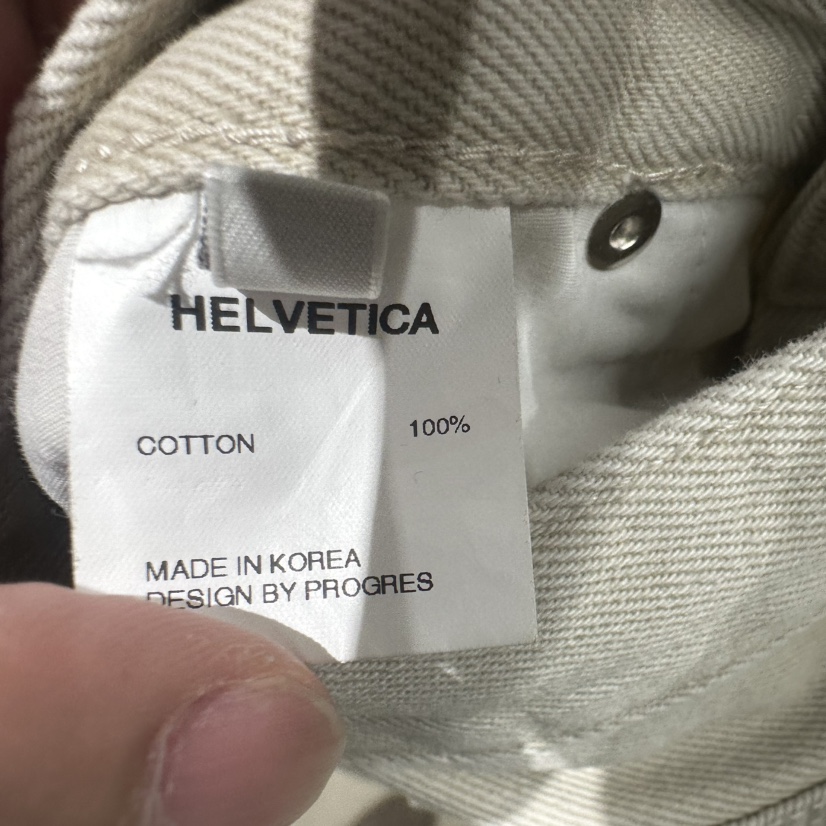 HELVETICA
COTTON 100%
MADE IN KOREA
DESIGN BY PROGRES